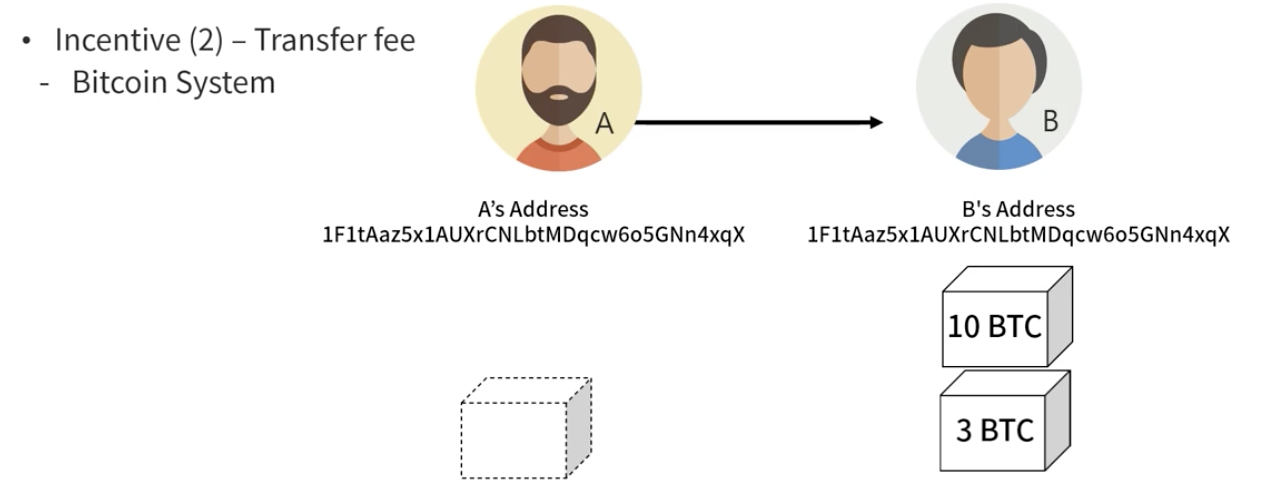 • Incentive (2) – Transfer fee
- Bitcoin System
A
B
A’s Address
1F1tAaz5x1AUXrCNLbtMDqcw6o5GNn4xqX
B's Address
1F1tAaz5x1AUXrCNLbtMDqcw6o5GNn4xqX
10 BTC
3 BTC